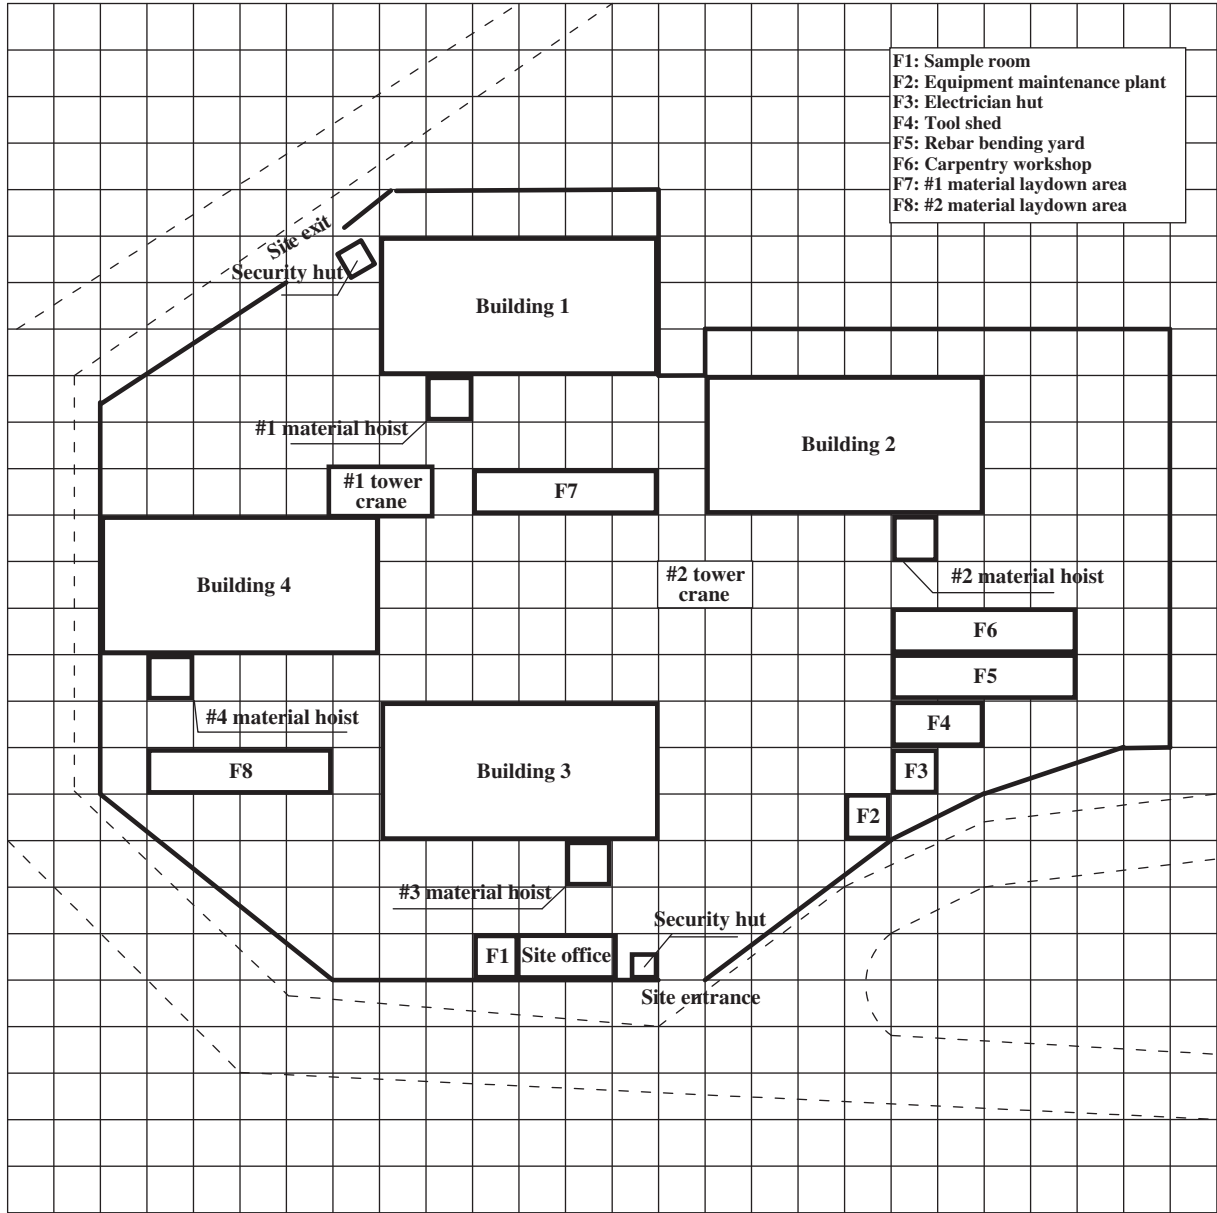 F1: Sample room
F2: Equipment maintenance plant
F3: Electrician hut
F4: Tool shed
F5: Rebar bending yard
F6: Carpentry workshop
F7: #1 material laydown area
F8: #2 material laydown area
Site exit
Security hut
Building 1
#1 material hoist
Building 2
#1 tower
crane
F7
#2 tower
crane
#2 material hoist
Building 4
F6
F5
#4 material hoist
F4
Building 3
F8
F3
F2
#3 material hoist
Security hut
F1
Site office
Site entrance